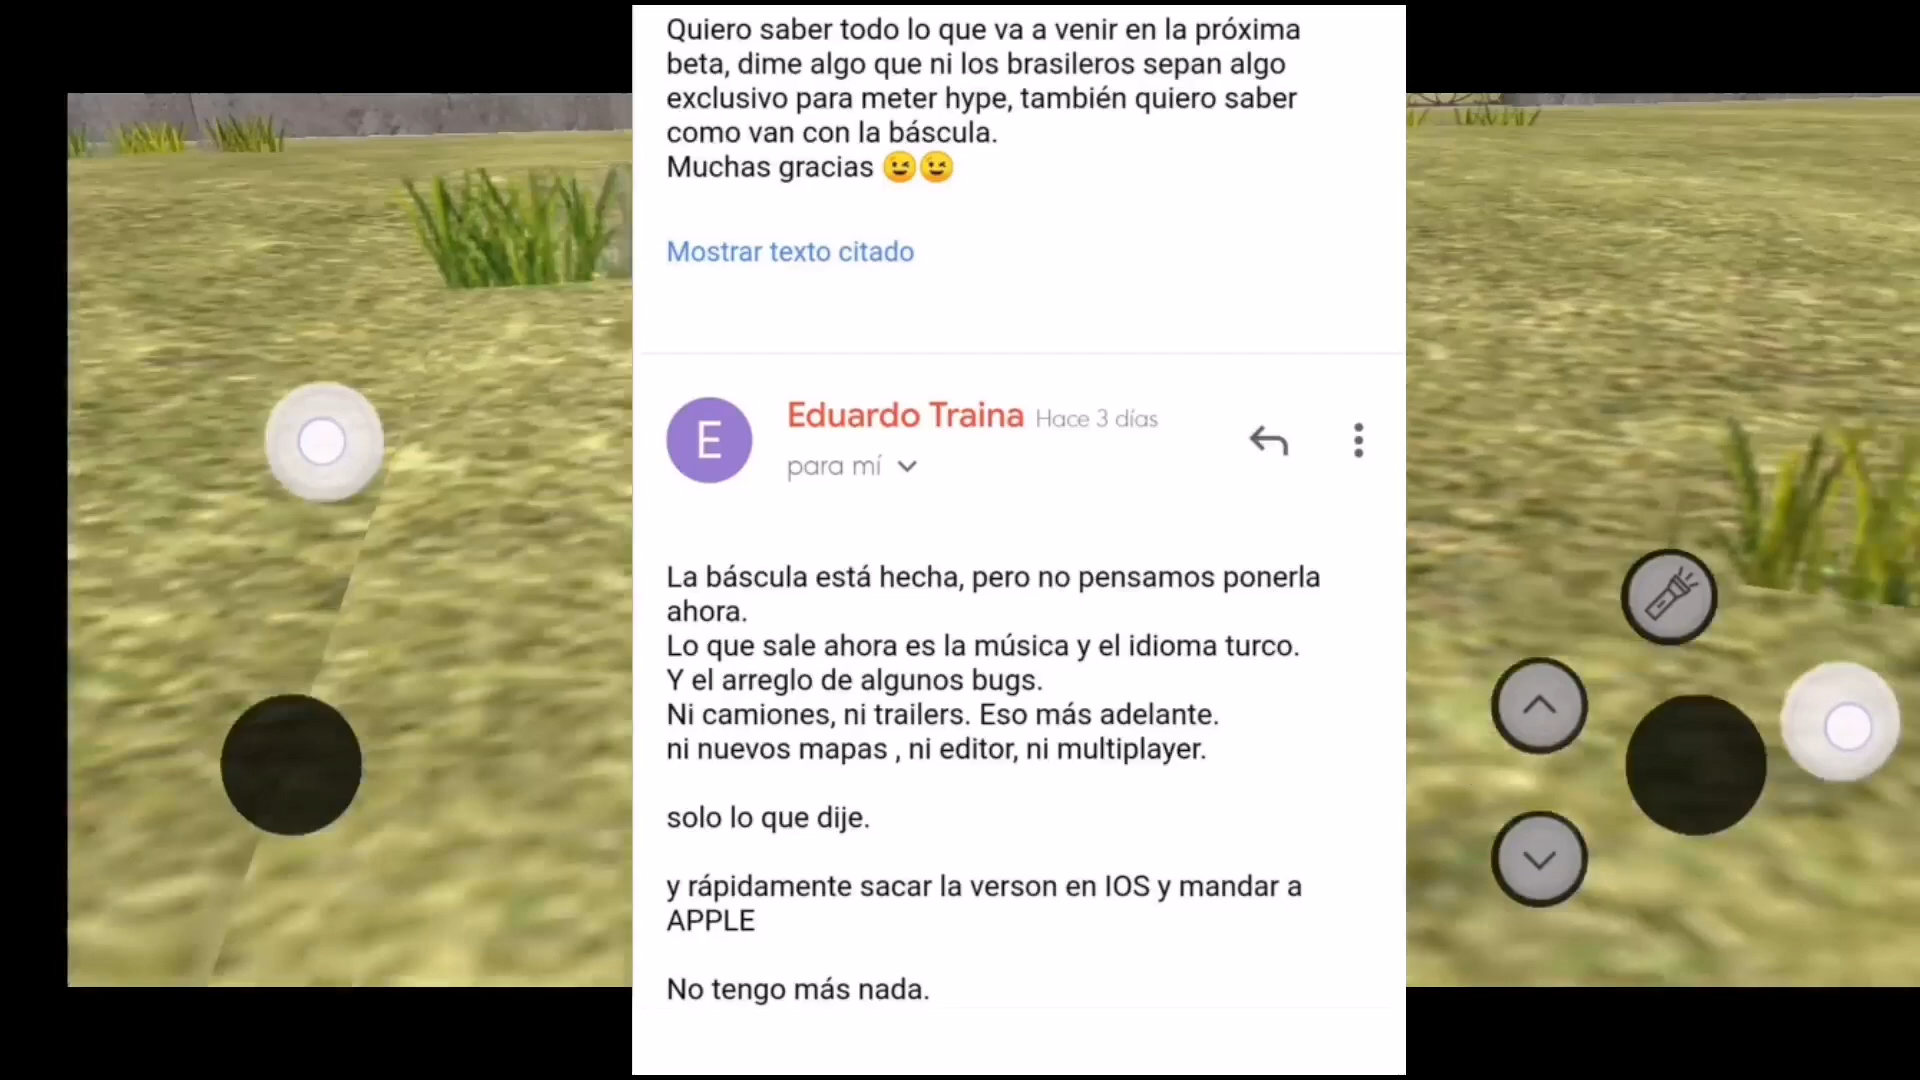 Quiero saber todo lo que va a venir en la próxima
beta, dime algo que ni los brasileros sepan algo
exclusivo para meter hype, también quiero saber
como van con la báscula.
Muchas gracias 😉😉
Mostrar texto citado
E
Eduardo Traina Hace 3 días
para mí
La báscula está hecha, pero no pensamos ponerla
ahora.
Lo que sale ahora es la música y el idioma turco.
Y el arreglo de algunos bugs.
Ni camiones, ni trailers. Eso más adelante.
ni nuevos mapas , ni editor, ni multiplayer.
solo lo que dije.
y rápidamente sacar la verson en IOS y mandar a
APPLE
No tengo más nada.